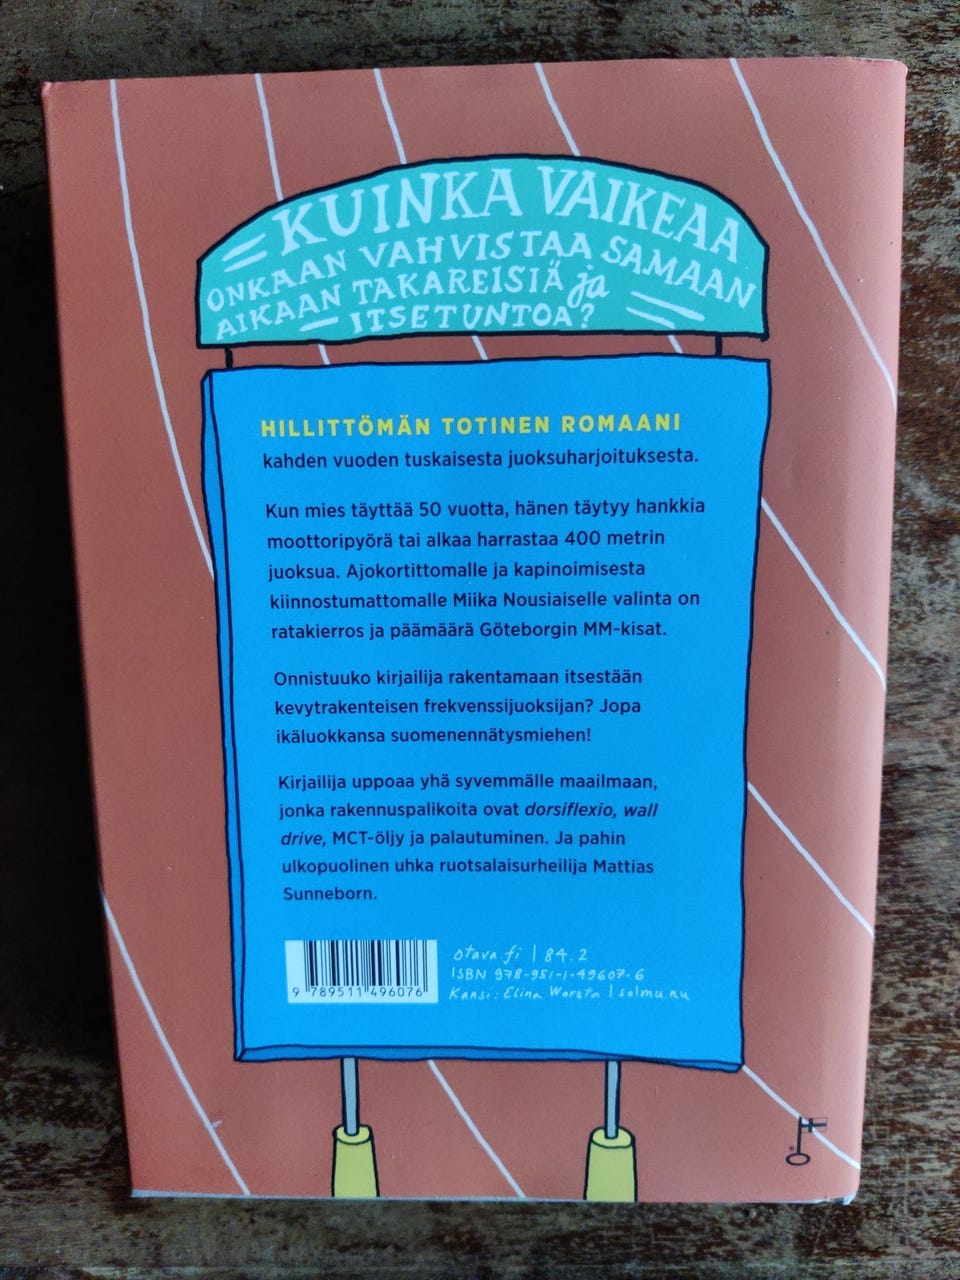 KUINKA VAIKEAA
ONKAAN VAHVISTAA SAMAAN
AIKAAN TAKAREISIÄ ja
ITSETUNTOA?
HILLITTÖMÄN TOTINEN ROMAANI
kahden vuoden tuskaisesta juoksuharjoituksesta.
Kun mies täyttää 50 vuotta, hänen täytyy hankkia
moottoripyörä tai alkaa harrastaa 400 metrin
juoksua. Ajokortittomalle ja kapinoimisesta
kiinnostumattomalle Miika Nousiaiselle valinta on
ratakierros ja päämäärä Göteborgin MM-kisat.
Onnistuuko kirjailija rakentamaan itsestään
kevytrakenteisen frekvenssijuoksijan? Jopa
ikäluokkansa suomenennätysmiehen!
Kirjailija uppoaa yhä syvemmälle maailmaan,
jonka rakennuspalikoita ovat dorsiflexio, wall
drive, MCT-öljy ja palautuminen. Ja pahin
ulkopuolinen uhka ruotsalaisurheilija Mattias
Sunneborn.
otava.fi | 84.2
ISBN 978-951-1-49607-6
Kansi: Elina Warsta | solmu.nu
9 789511 496076